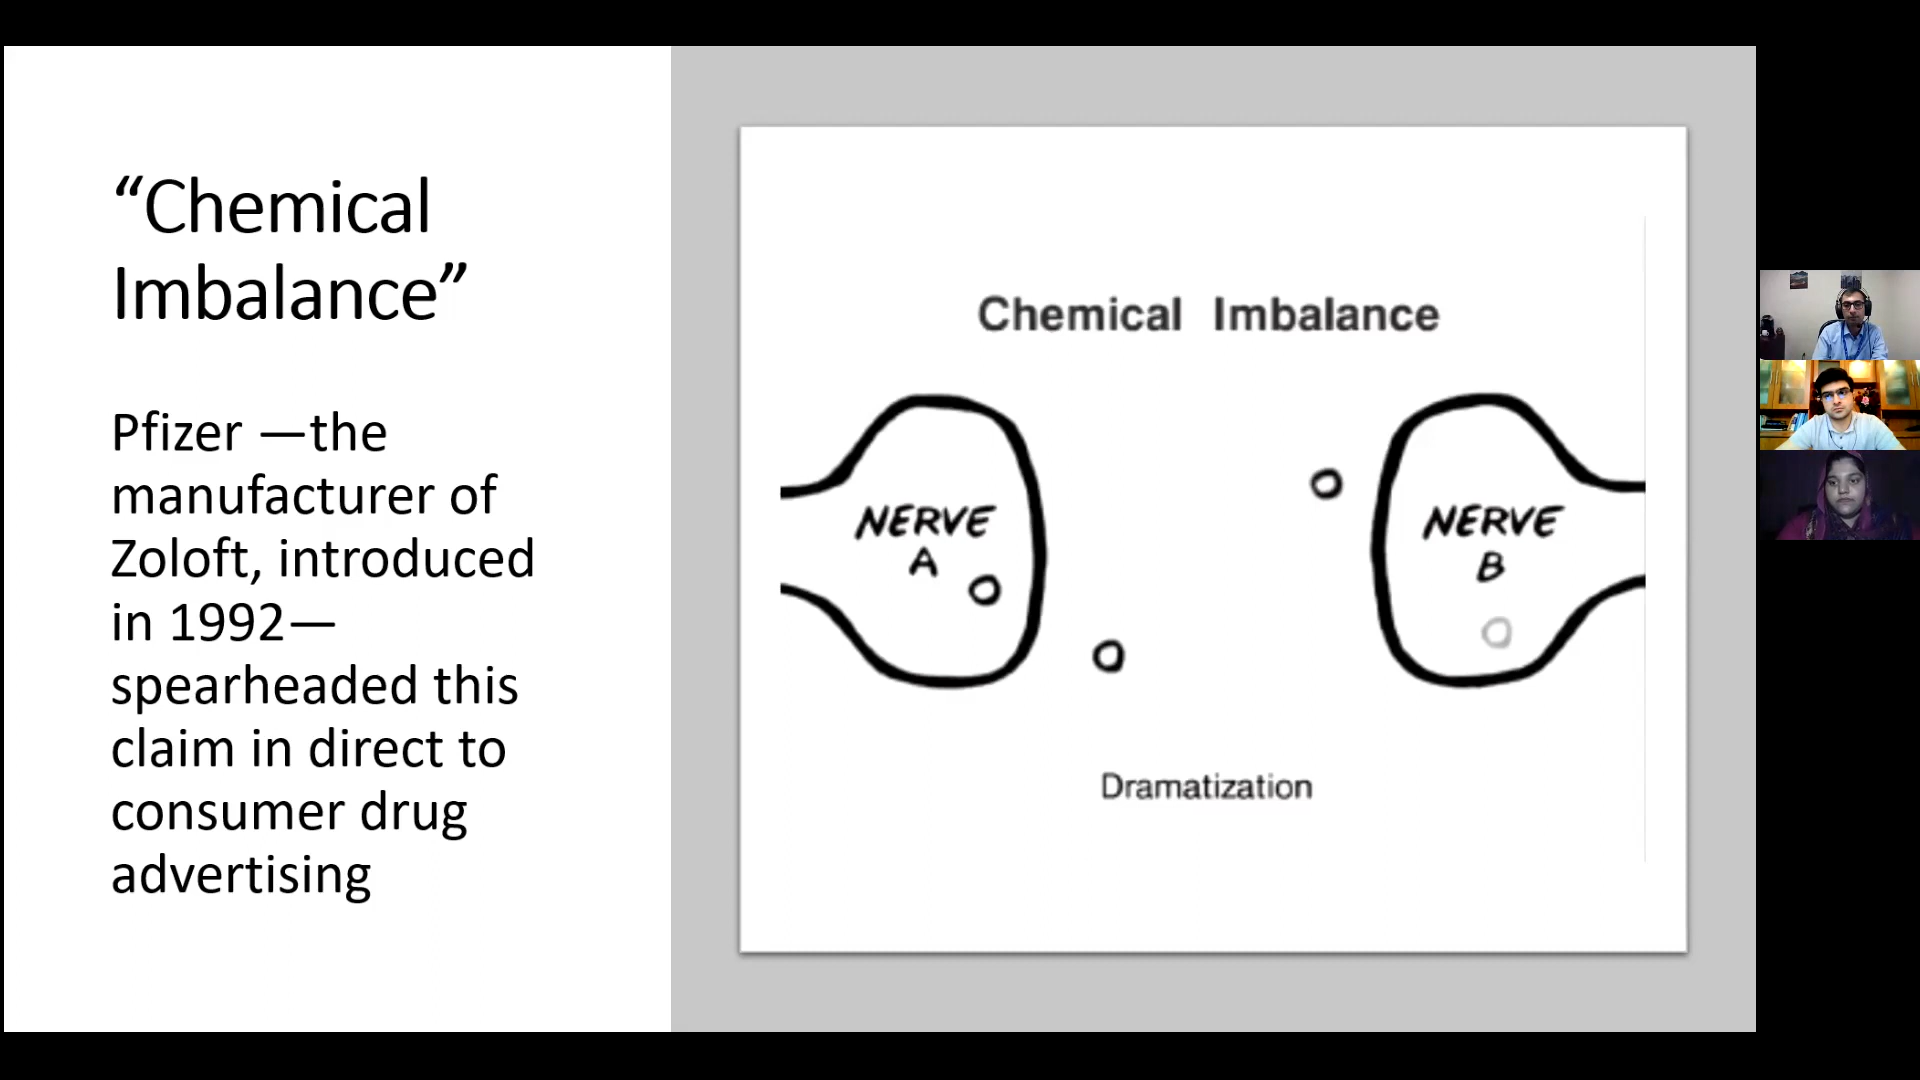 “Chemical
Imbalance”
Pfizer —the
manufacturer of
Zoloft, introduced
in 1992—
spearheaded this
claim in direct to
consumer drug
advertising
Chemical Imbalance
NERVE
A
NERVE
B
Dramatization